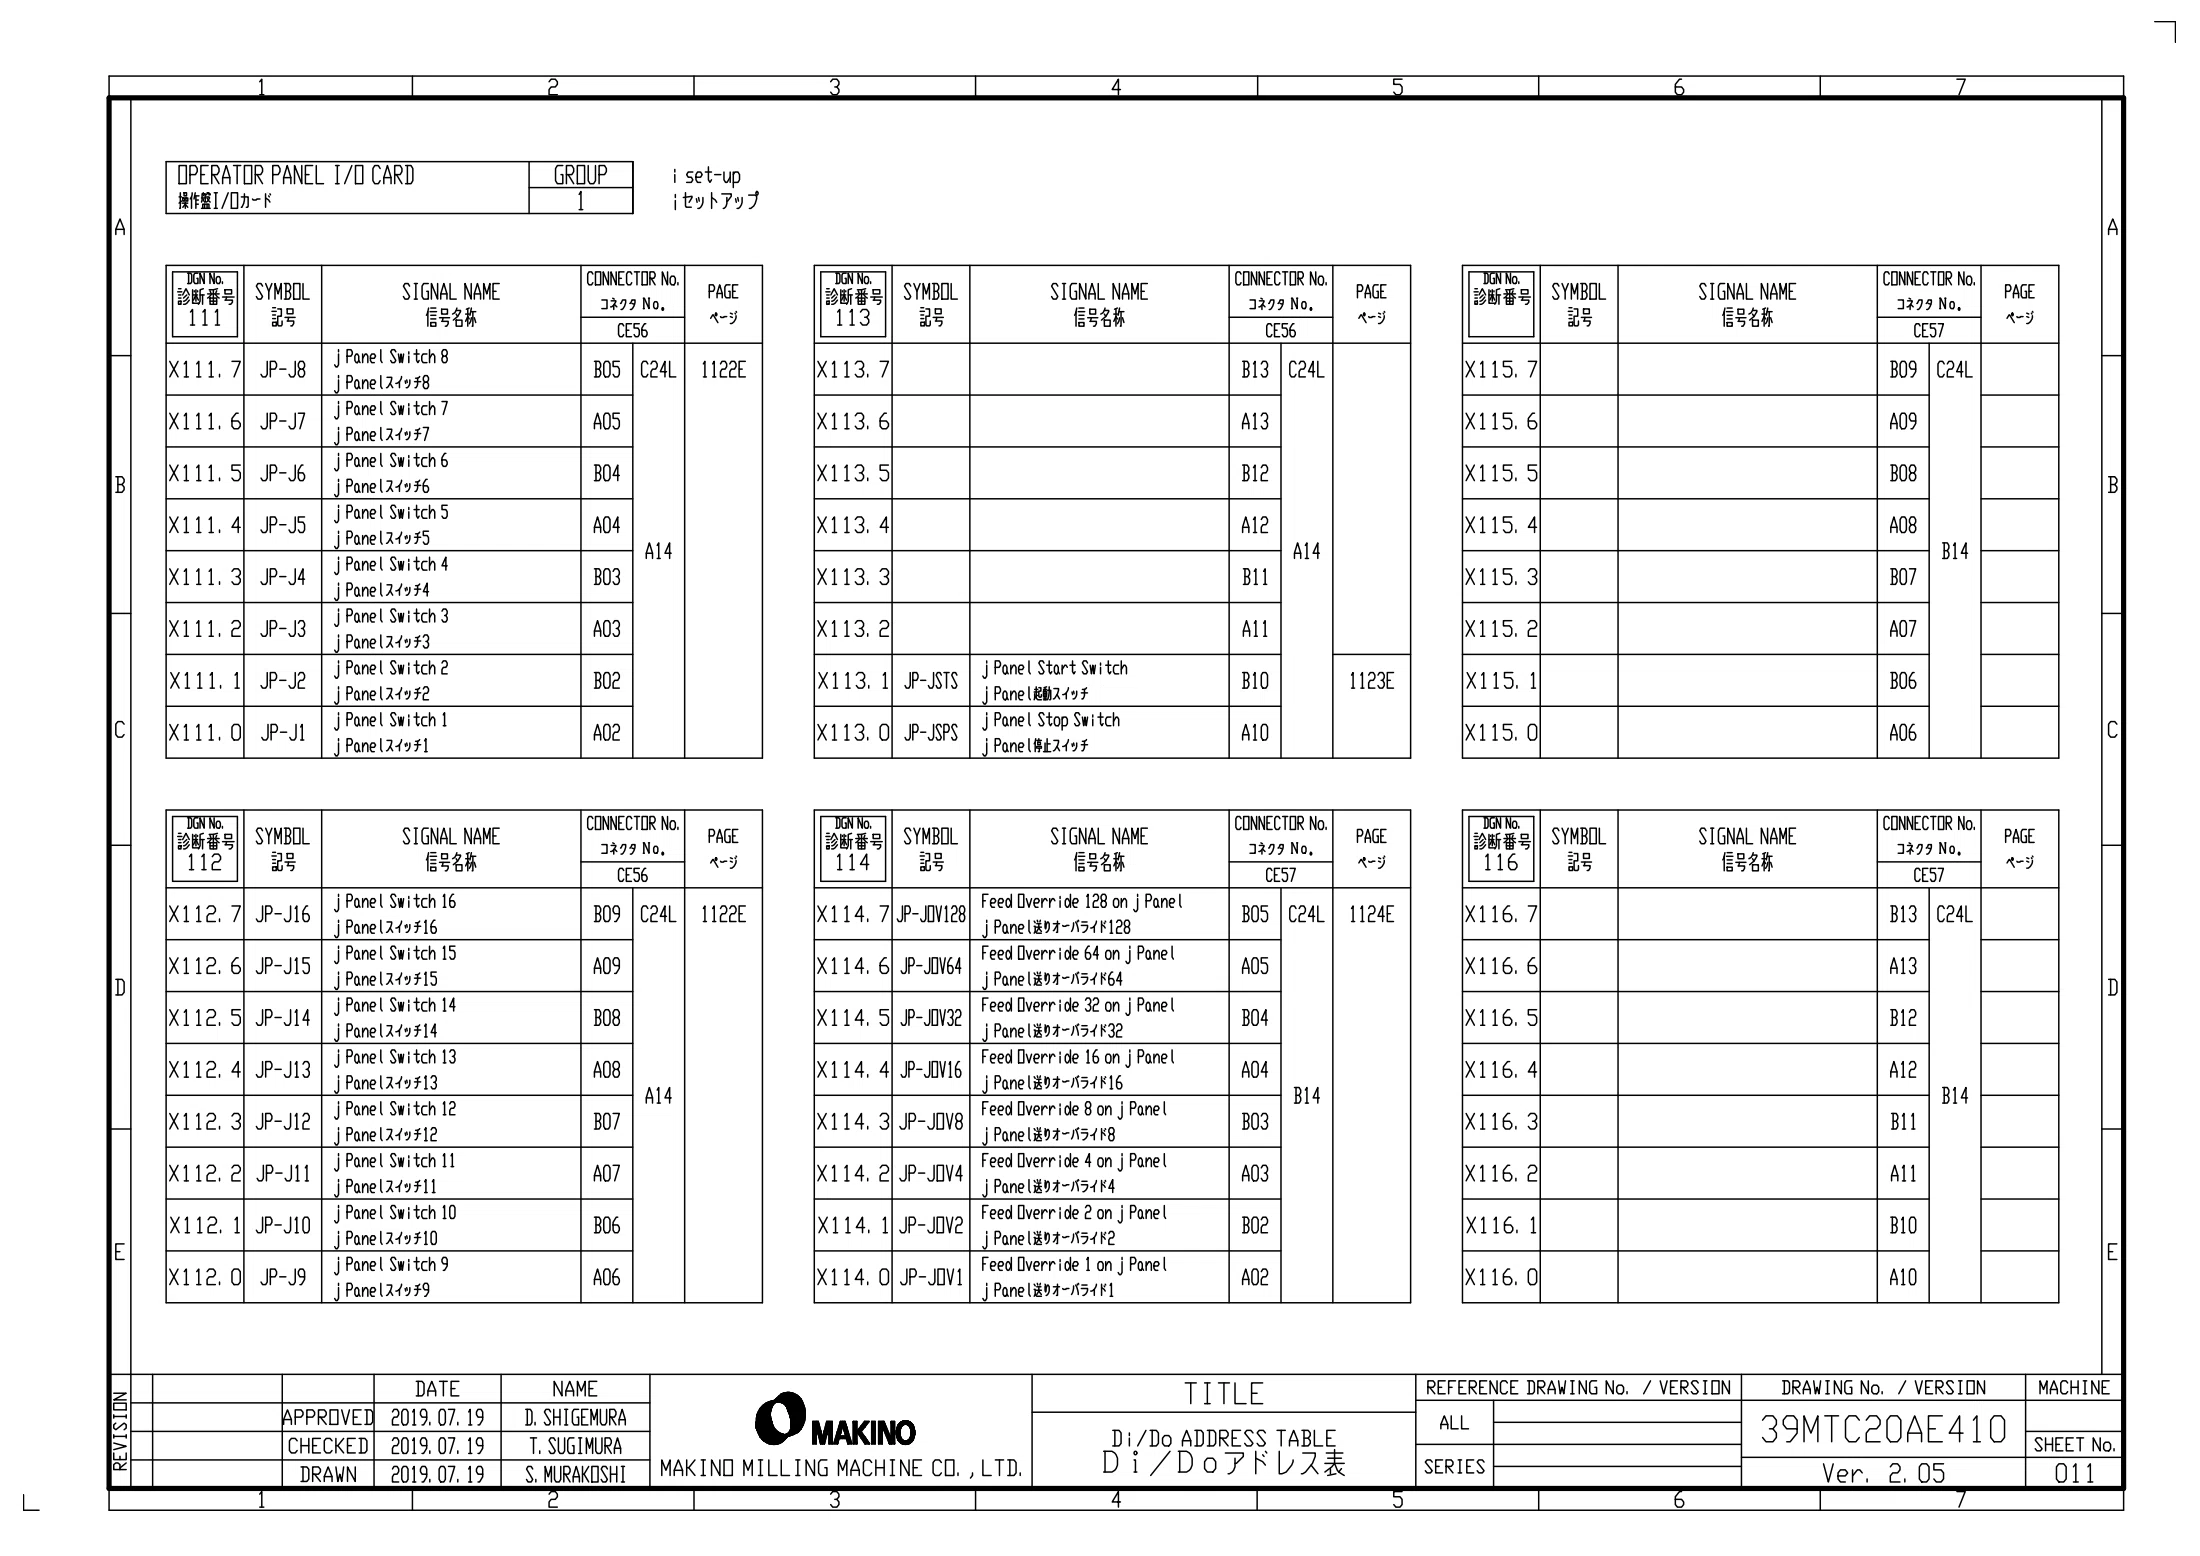 1 2 3 4 5 6 7
OPERATOR PANEL I/O CARD GROUP i set-up
操作盤I/Oカード 1 iセットアップ
A A
B B
C C
D D
E E
DGN No. 診断番号 111 SYMBOL 記号 SIGNAL NAME 信号名称 CONNECTOR No. コネクタ No. CE56 PAGE ページ
X111.7 JP-J8 j Panel Switch 8 B05 C24L 1122E
j Panelスイッチ8
X111.6 JP-J7 j Panel Switch 7 A05
j Panelスイッチ7
X111.5 JP-J6 j Panel Switch 6 B04
j Panelスイッチ6
X111.4 JP-J5 j Panel Switch 5 A04
j Panelスイッチ5
A14
X111.3 JP-J4 j Panel Switch 4 B03
j Panelスイッチ4
X111.2 JP-J3 j Panel Switch 3 A03
j Panelスイッチ3
X111.1 JP-J2 j Panel Switch 2 B02
j Panelスイッチ2
X111.0 JP-J1 j Panel Switch 1 A02
j Panelスイッチ1
DGN No. 診断番号 113 SYMBOL 記号 SIGNAL NAME 信号名称 CONNECTOR No. コネクタ No. CE56 PAGE ページ
X113.7 B13 C24L
X113.6 A13
X113.5 B12
X113.4 A12
A14
X113.3 B11
X113.2 A11
X113.1 JP-JSTS j Panel Start Switch B10 1123E
j Panel起動スイッチ
X113.0 JP-JSPS j Panel Stop Switch A10
j Panel停止スイッチ
DGN No. 診断番号 SYMBOL 記号 SIGNAL NAME 信号名称 CONNECTOR No. コネクタ No. CE57 PAGE ページ
X115.7 B09 C24L
X115.6 A09
X115.5 B08
X115.4 A08
B14
X115.3 B07
X115.2 A07
X115.1 B06
X115.0 A06
DGN No. 診断番号 112 SYMBOL 記号 SIGNAL NAME 信号名称 CONNECTOR No. コネクタ No. CE56 PAGE ページ
X112.7 JP-J16 j Panel Switch 16 B09 C24L 1122E
j Panelスイッチ16
X112.6 JP-J15 j Panel Switch 15 A09
j Panelスイッチ15
X112.5 JP-J14 j Panel Switch 14 B08
j Panelスイッチ14
X112.4 JP-J13 j Panel Switch 13 A08
j Panelスイッチ13
A14
X112.3 JP-J12 j Panel Switch 12 B07
j Panelスイッチ12
X112.2 JP-J11 j Panel Switch 11 A07
j Panelスイッチ11
X112.1 JP-J10 j Panel Switch 10 B06
j Panelスイッチ10
X112.0 JP-J9 j Panel Switch 9 A06
j Panelスイッチ9
DGN No. 診断番号 114 SYMBOL 記号 SIGNAL NAME 信号名称 CONNECTOR No. コネクタ No. CE57 PAGE ページ
X114.7 JP-JOV128 Feed Override 128 on j Panel B05 C24L 1124E
j Panel送りオーバライド128
X114.6 JP-JOV64 Feed Override 64 on j Panel A05
j Panel送りオーバライド64
X114.5 JP-JOV32 Feed Override 32 on j Panel B04
j Panel送りオーバライド32
X114.4 JP-JOV16 Feed Override 16 on j Panel A04
j Panel送りオーバライド16
B14
X114.3 JP-JOV8 Feed Override 8 on j Panel B03
j Panel送りオーバライド8
X114.2 JP-JOV4 Feed Override 4 on j Panel A03
j Panel送りオーバライド4
X114.1 JP-JOV2 Feed Override 2 on j Panel B02
j Panel送りオーバライド2
X114.0 JP-JOV1 Feed Override 1 on j Panel A02
j Panel送りオーバライド1
DGN No. 診断番号 116 SYMBOL 記号 SIGNAL NAME 信号名称 CONNECTOR No. コネクタ No. CE57 PAGE ページ
X116.7 B13 C24L
X116.6 A13
X116.5 B12
X116.4 A12
B14
X116.3 B11
X116.2 A11
X116.1 B10
X116.0 A10
REVISION
DATE NAME
APPROVED 2019.07.19 D. SHIGEMURA
CHECKED 2019.07.19 T. SUGIMURA
DRAWN 2019.07.19 S. MURAKOSHI
MAKINO
MAKINO MILLING MACHINE CO.,LTD.
TITLE
Di/Do ADDRESS TABLE
Di/Doアドレス表
REFERENCE DRAWING No. / VERSION
ALL
SERIES
DRAWING No. / VERSION
39MTC20AE410
Ver. 2.05
MACHINE
SHEET No.
011
1 2 3 4 5 6 7